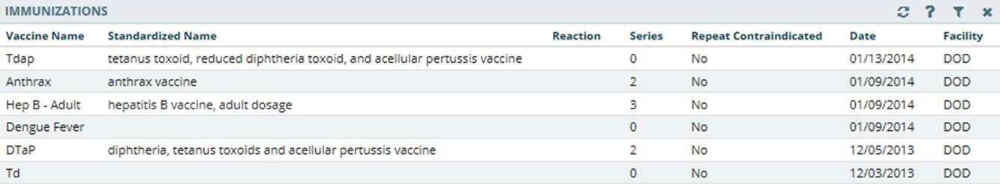 IMMUNIZATIONS ?
Vaccine Name Standardized Name Reaction Series Repeat Contraindicated Date Facility
Tdap tetanus toxoid, reduced diphtheria toxoid, and acellular pertussis vaccine 0 No 01/13/2014 DOD
Anthrax anthrax vaccine 2 No 01/09/2014 DOD
Hep B - Adult hepatitis B vaccine, adult dosage 3 No 01/09/2014 DOD
Dengue Fever 0 No 01/09/2014 DOD
DTaP diphtheria, tetanus toxoids and acellular pertussis vaccine 2 No 12/05/2013 DOD
Td 0 No 12/03/2013 DOD